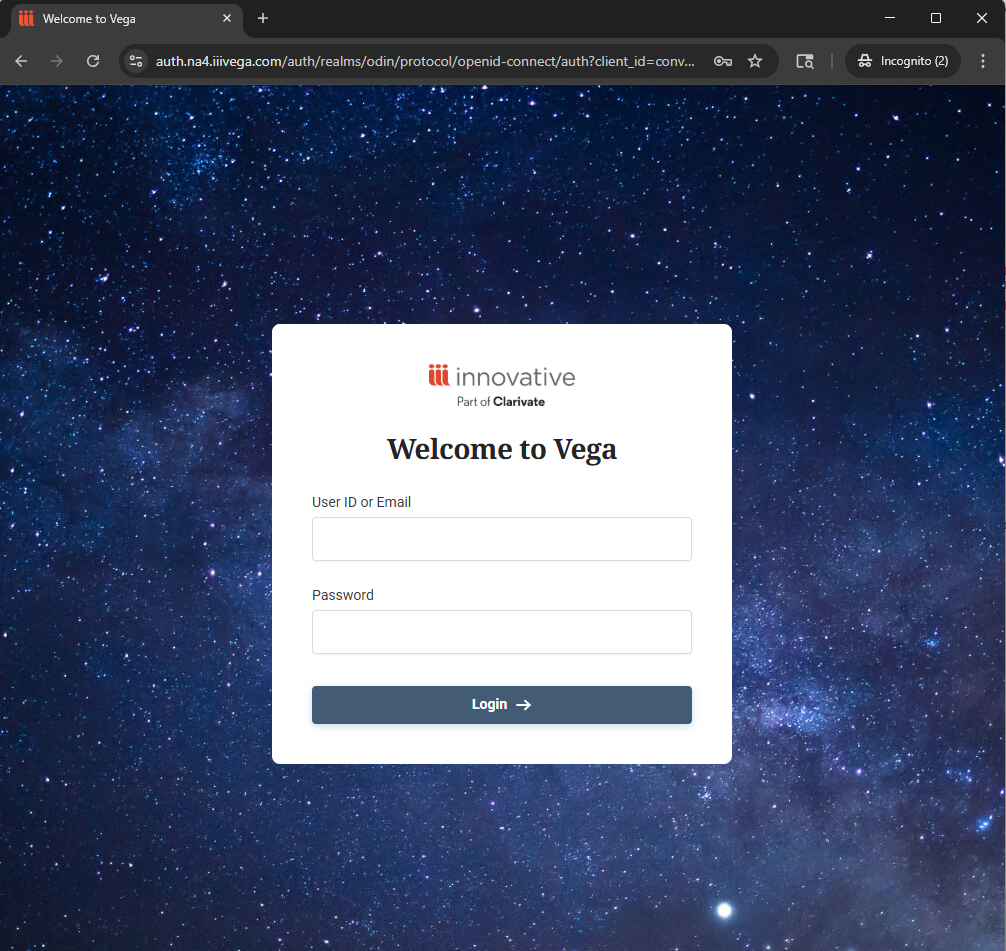 Welcome to Vega
auth.na4.iiivega.com/auth/realms/odin/protocol/openid-connect/auth?client_id=conv...
Incognito (2)
innovative
Part of Clarivate
Welcome to Vega
User ID or Email
Password
Login →